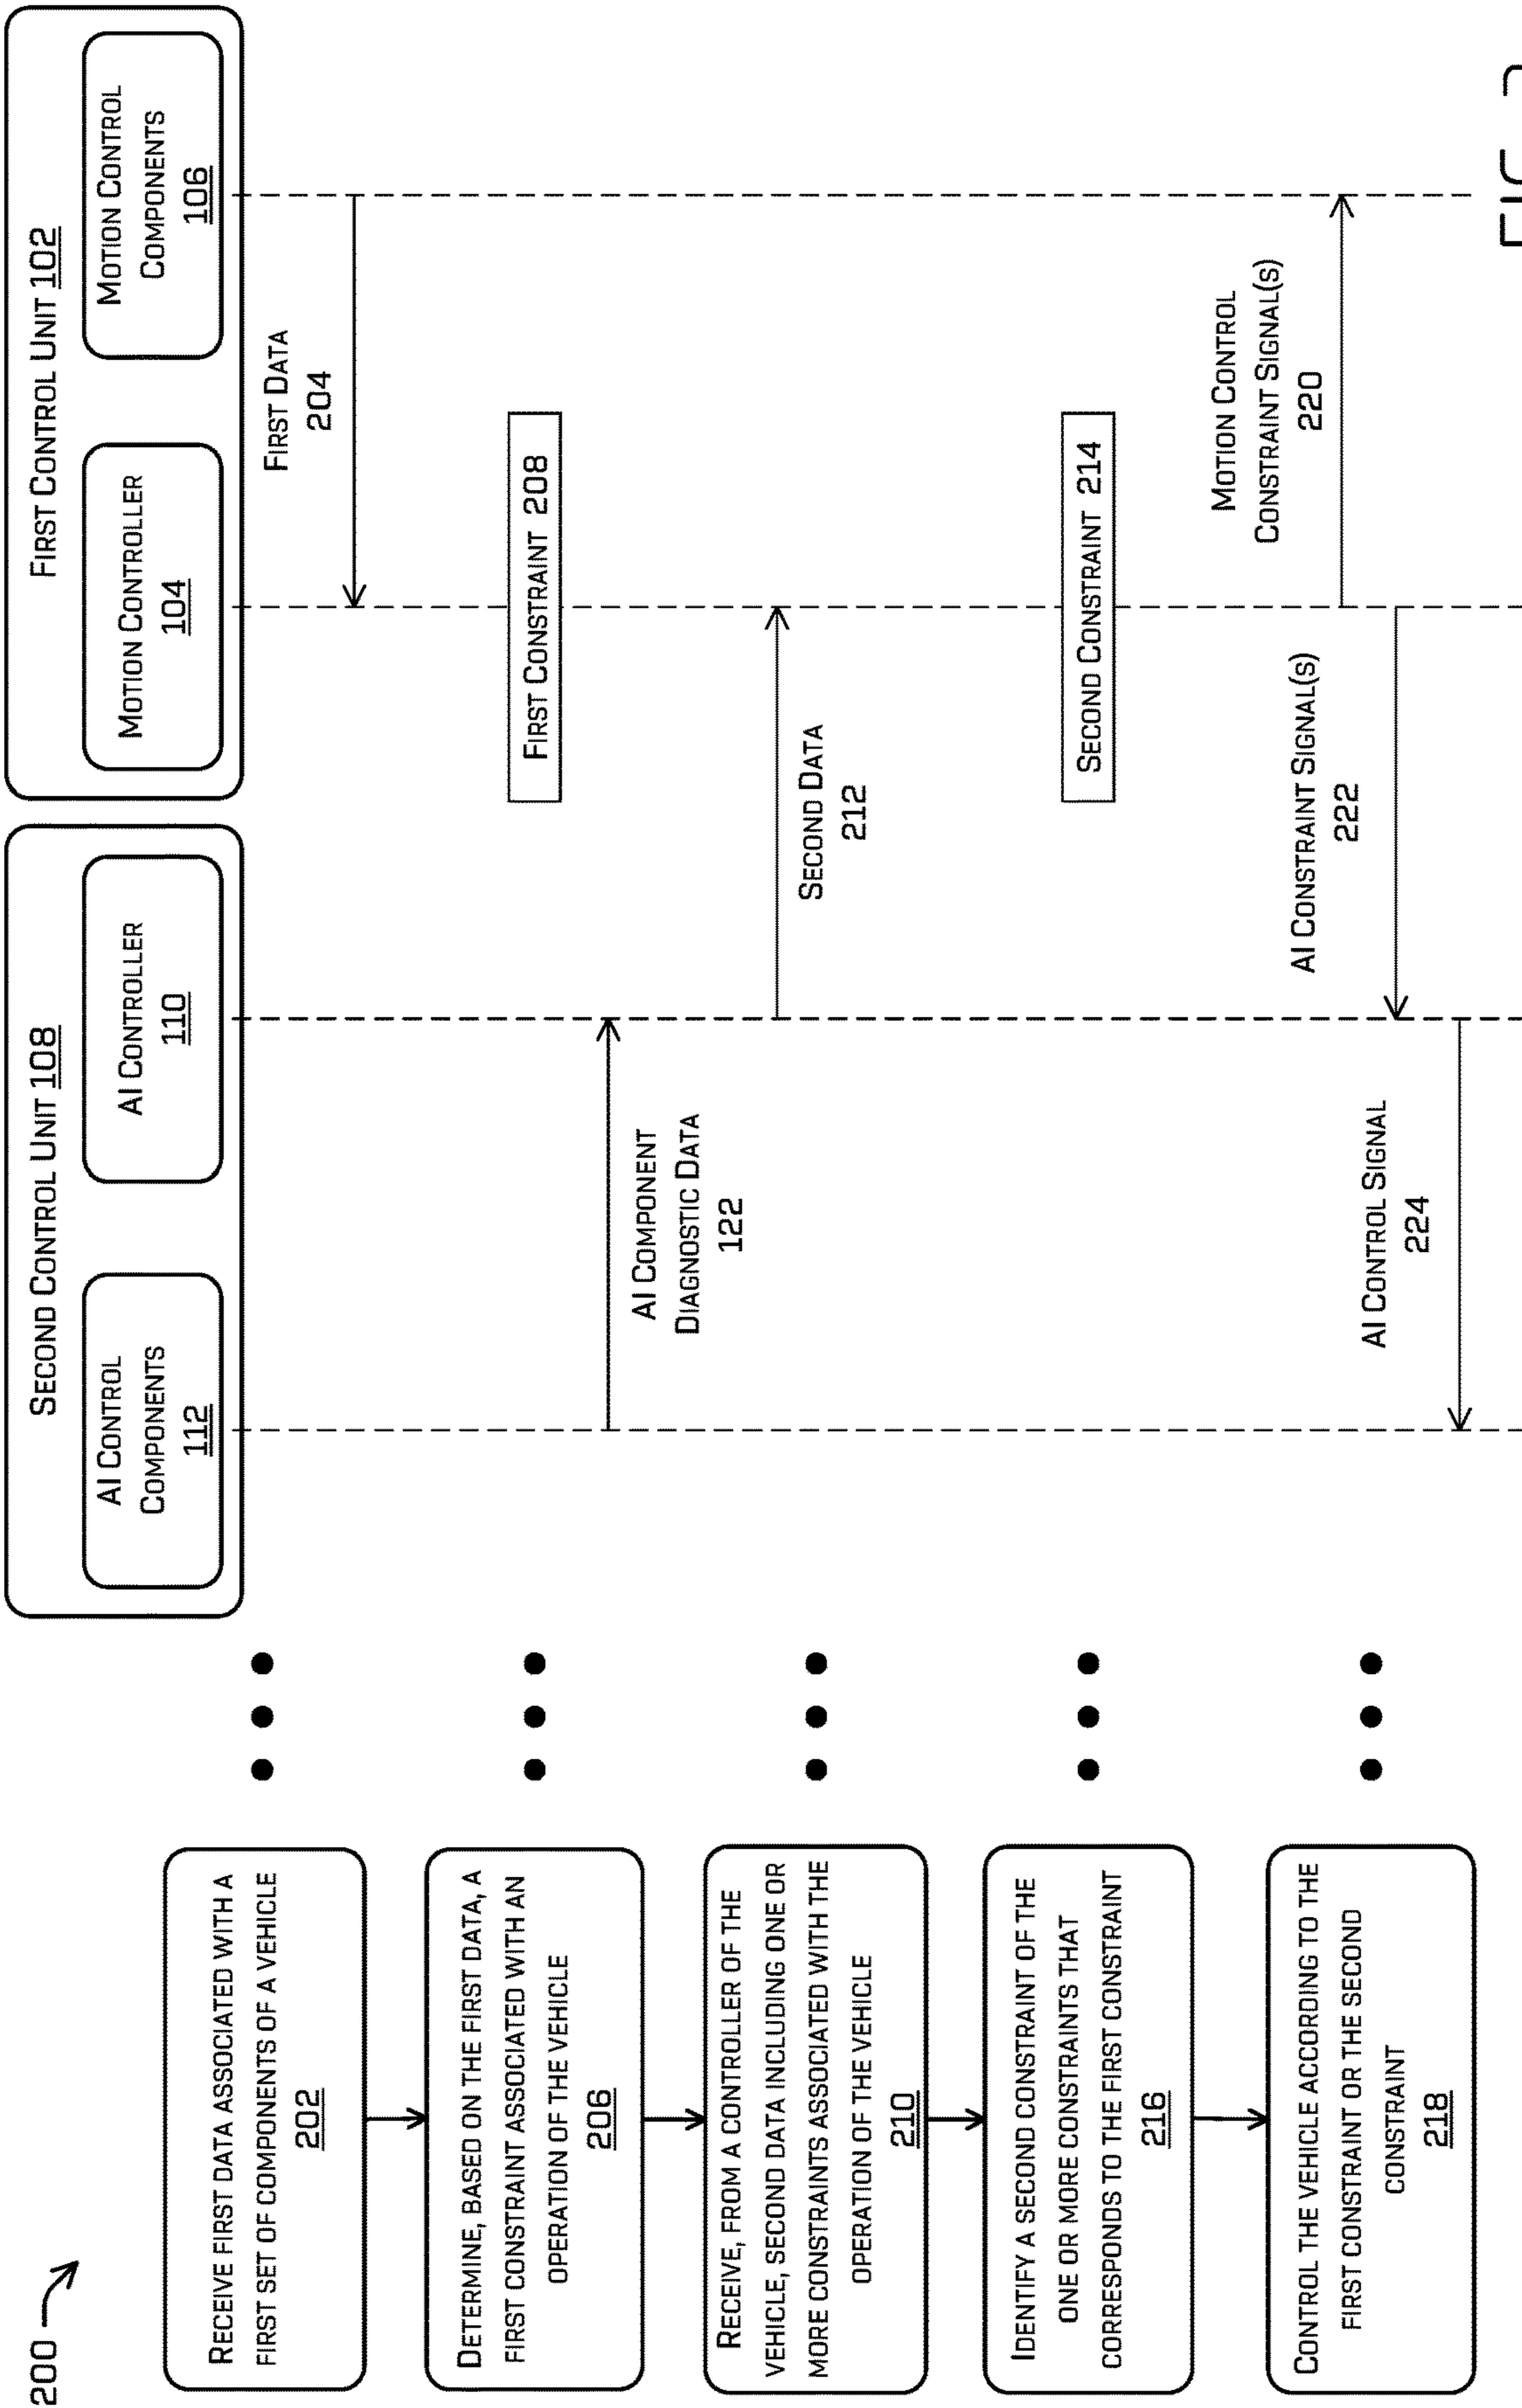 200
RECEIVE FIRST DATA ASSOCIATED WITH A
FIRST SET OF COMPONENTS OF A VEHICLE
202
DETERMINE, BASED ON THE FIRST DATA, A
FIRST CONSTRAINT ASSOCIATED WITH AN
OPERATION OF THE VEHICLE
206
RECEIVE, FROM A CONTROLLER OF THE
VEHICLE, SECOND DATA INCLUDING ONE OR
MORE CONSTRAINTS ASSOCIATED WITH THE
OPERATION OF THE VEHICLE
210
IDENTIFY A SECOND CONSTRAINT OF THE
ONE OR MORE CONSTRAINTS THAT
CORRESPONDS TO THE FIRST CONSTRAINT
216
CONTROL THE VEHICLE ACCORDING TO THE
FIRST CONSTRAINT OR THE SECOND
CONSTRAINT
218
SECOND CONTROL UNIT 108
AI CONTROL
COMPONENTS
112
AI CONTROLLER
110
FIRST CONTROL UNIT 102
MOTION CONTROLLER
104
MOTION CONTROL
COMPONENTS
106
FIRST DATA
204
FIRST CONSTRAINT 208
AI COMPONENT
DIAGNOSTIC DATA
122
SECOND DATA
212
SECOND CONSTRAINT 214
MOTION CONTROL
CONSTRAINT SIGNAL(S)
220
AI CONSTRAINT SIGNAL(S)
222
AI CONTROL SIGNAL
224